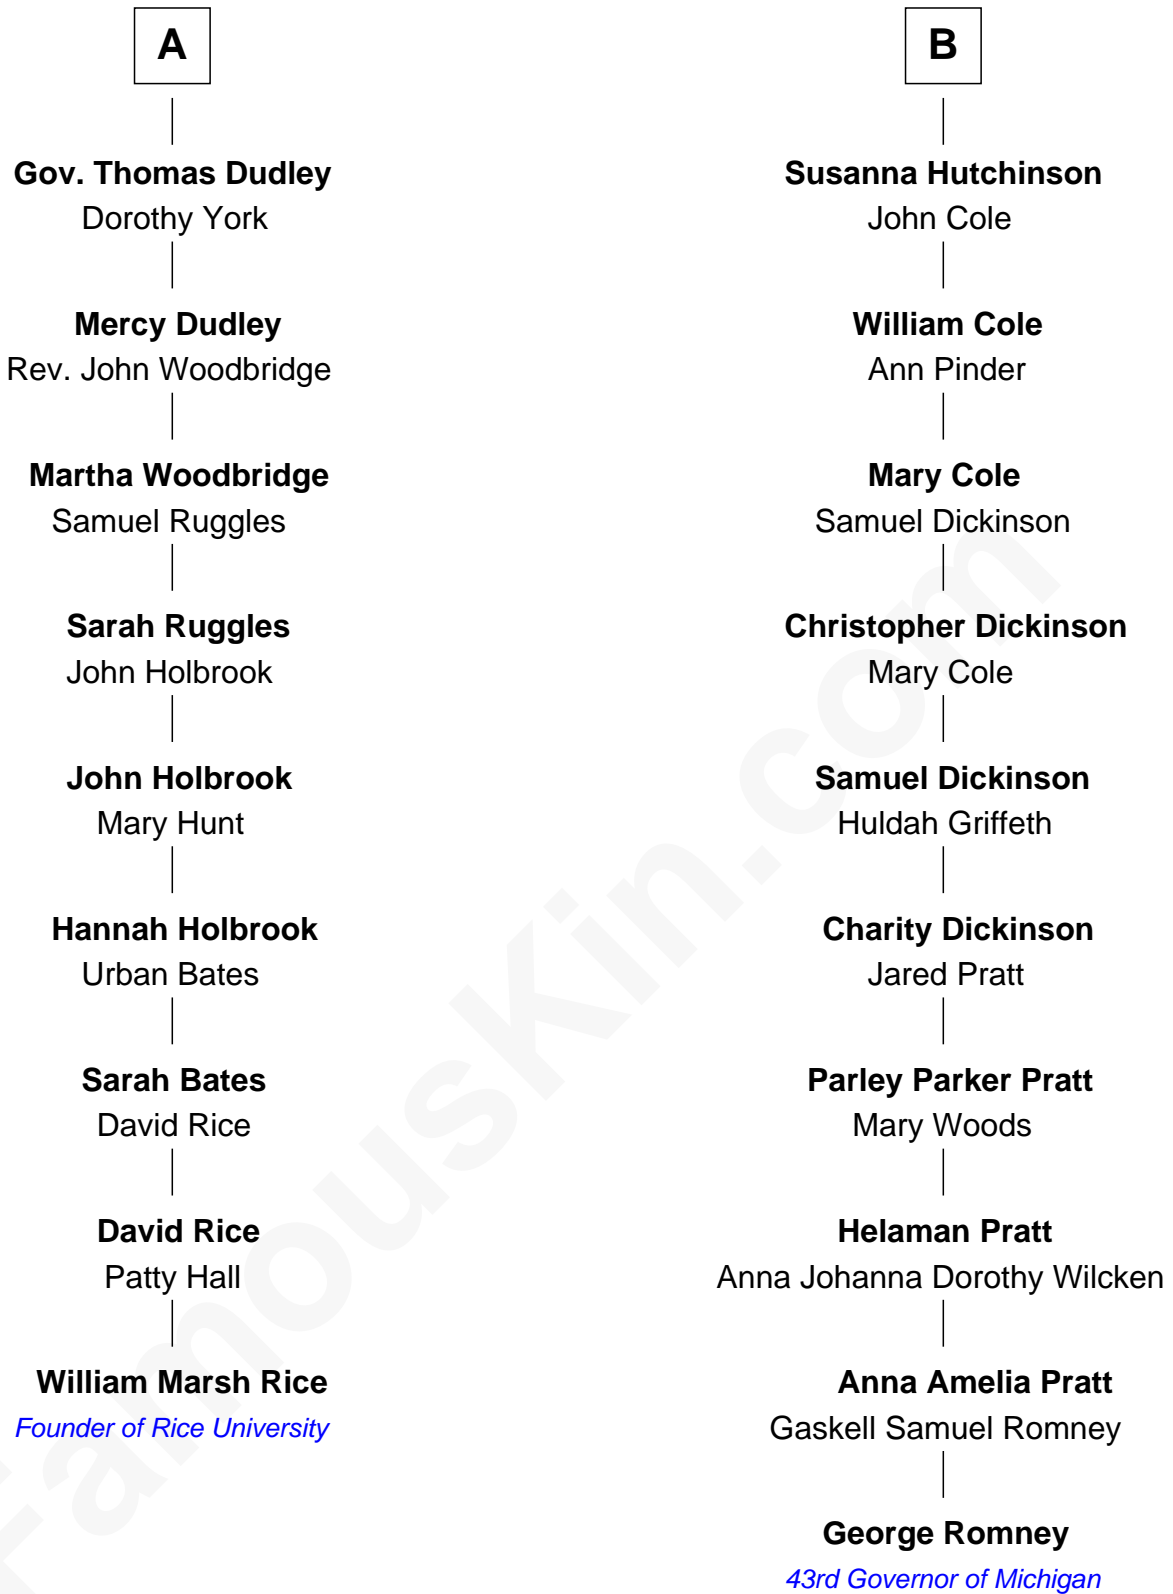 A
Gov. Thomas Dudley
Dorothy York
Mercy Dudley
Rev. John Woodbridge
Martha Woodbridge
Samuel Ruggles
Sarah Ruggles
John Holbrook
John Holbrook
Mary Hunt
Hannah Holbrook
Urban Bates
Sarah Bates
David Rice
David Rice
Patty Hall
William Marsh Rice
Founder of Rice University
B
Susanna Hutchinson
John Cole
William Cole
Ann Pinder
Mary Cole
Samuel Dickinson
Christopher Dickinson
Mary Cole
Samuel Dickinson
Huldah Griffeth
Charity Dickinson
Jared Pratt
Parley Parker Pratt
Mary Woods
Helaman Pratt
Anna Johanna Dorothy Wilcken
Anna Amelia Pratt
Gaskell Samuel Romney
George Romney
43rd Governor of Michigan
FamousKin.com